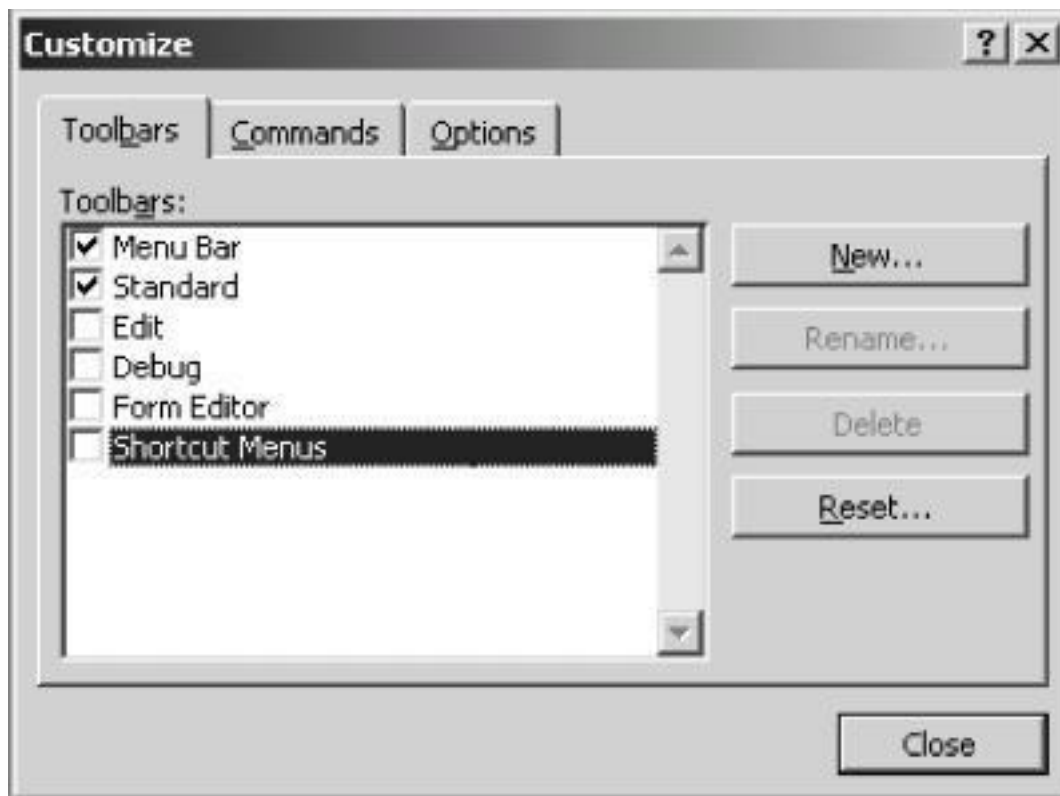 Customize
Toolbars Commands Options
Toolbars:
Menu Bar
Standard
Edit
Debug
Form Editor
Shortcut Menus
New...
Rename...
Delete
Reset...
Close